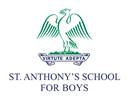 VIRTUTE ADEPTA
ST. ANTHONY'S SCHOOL
FOR BOYS